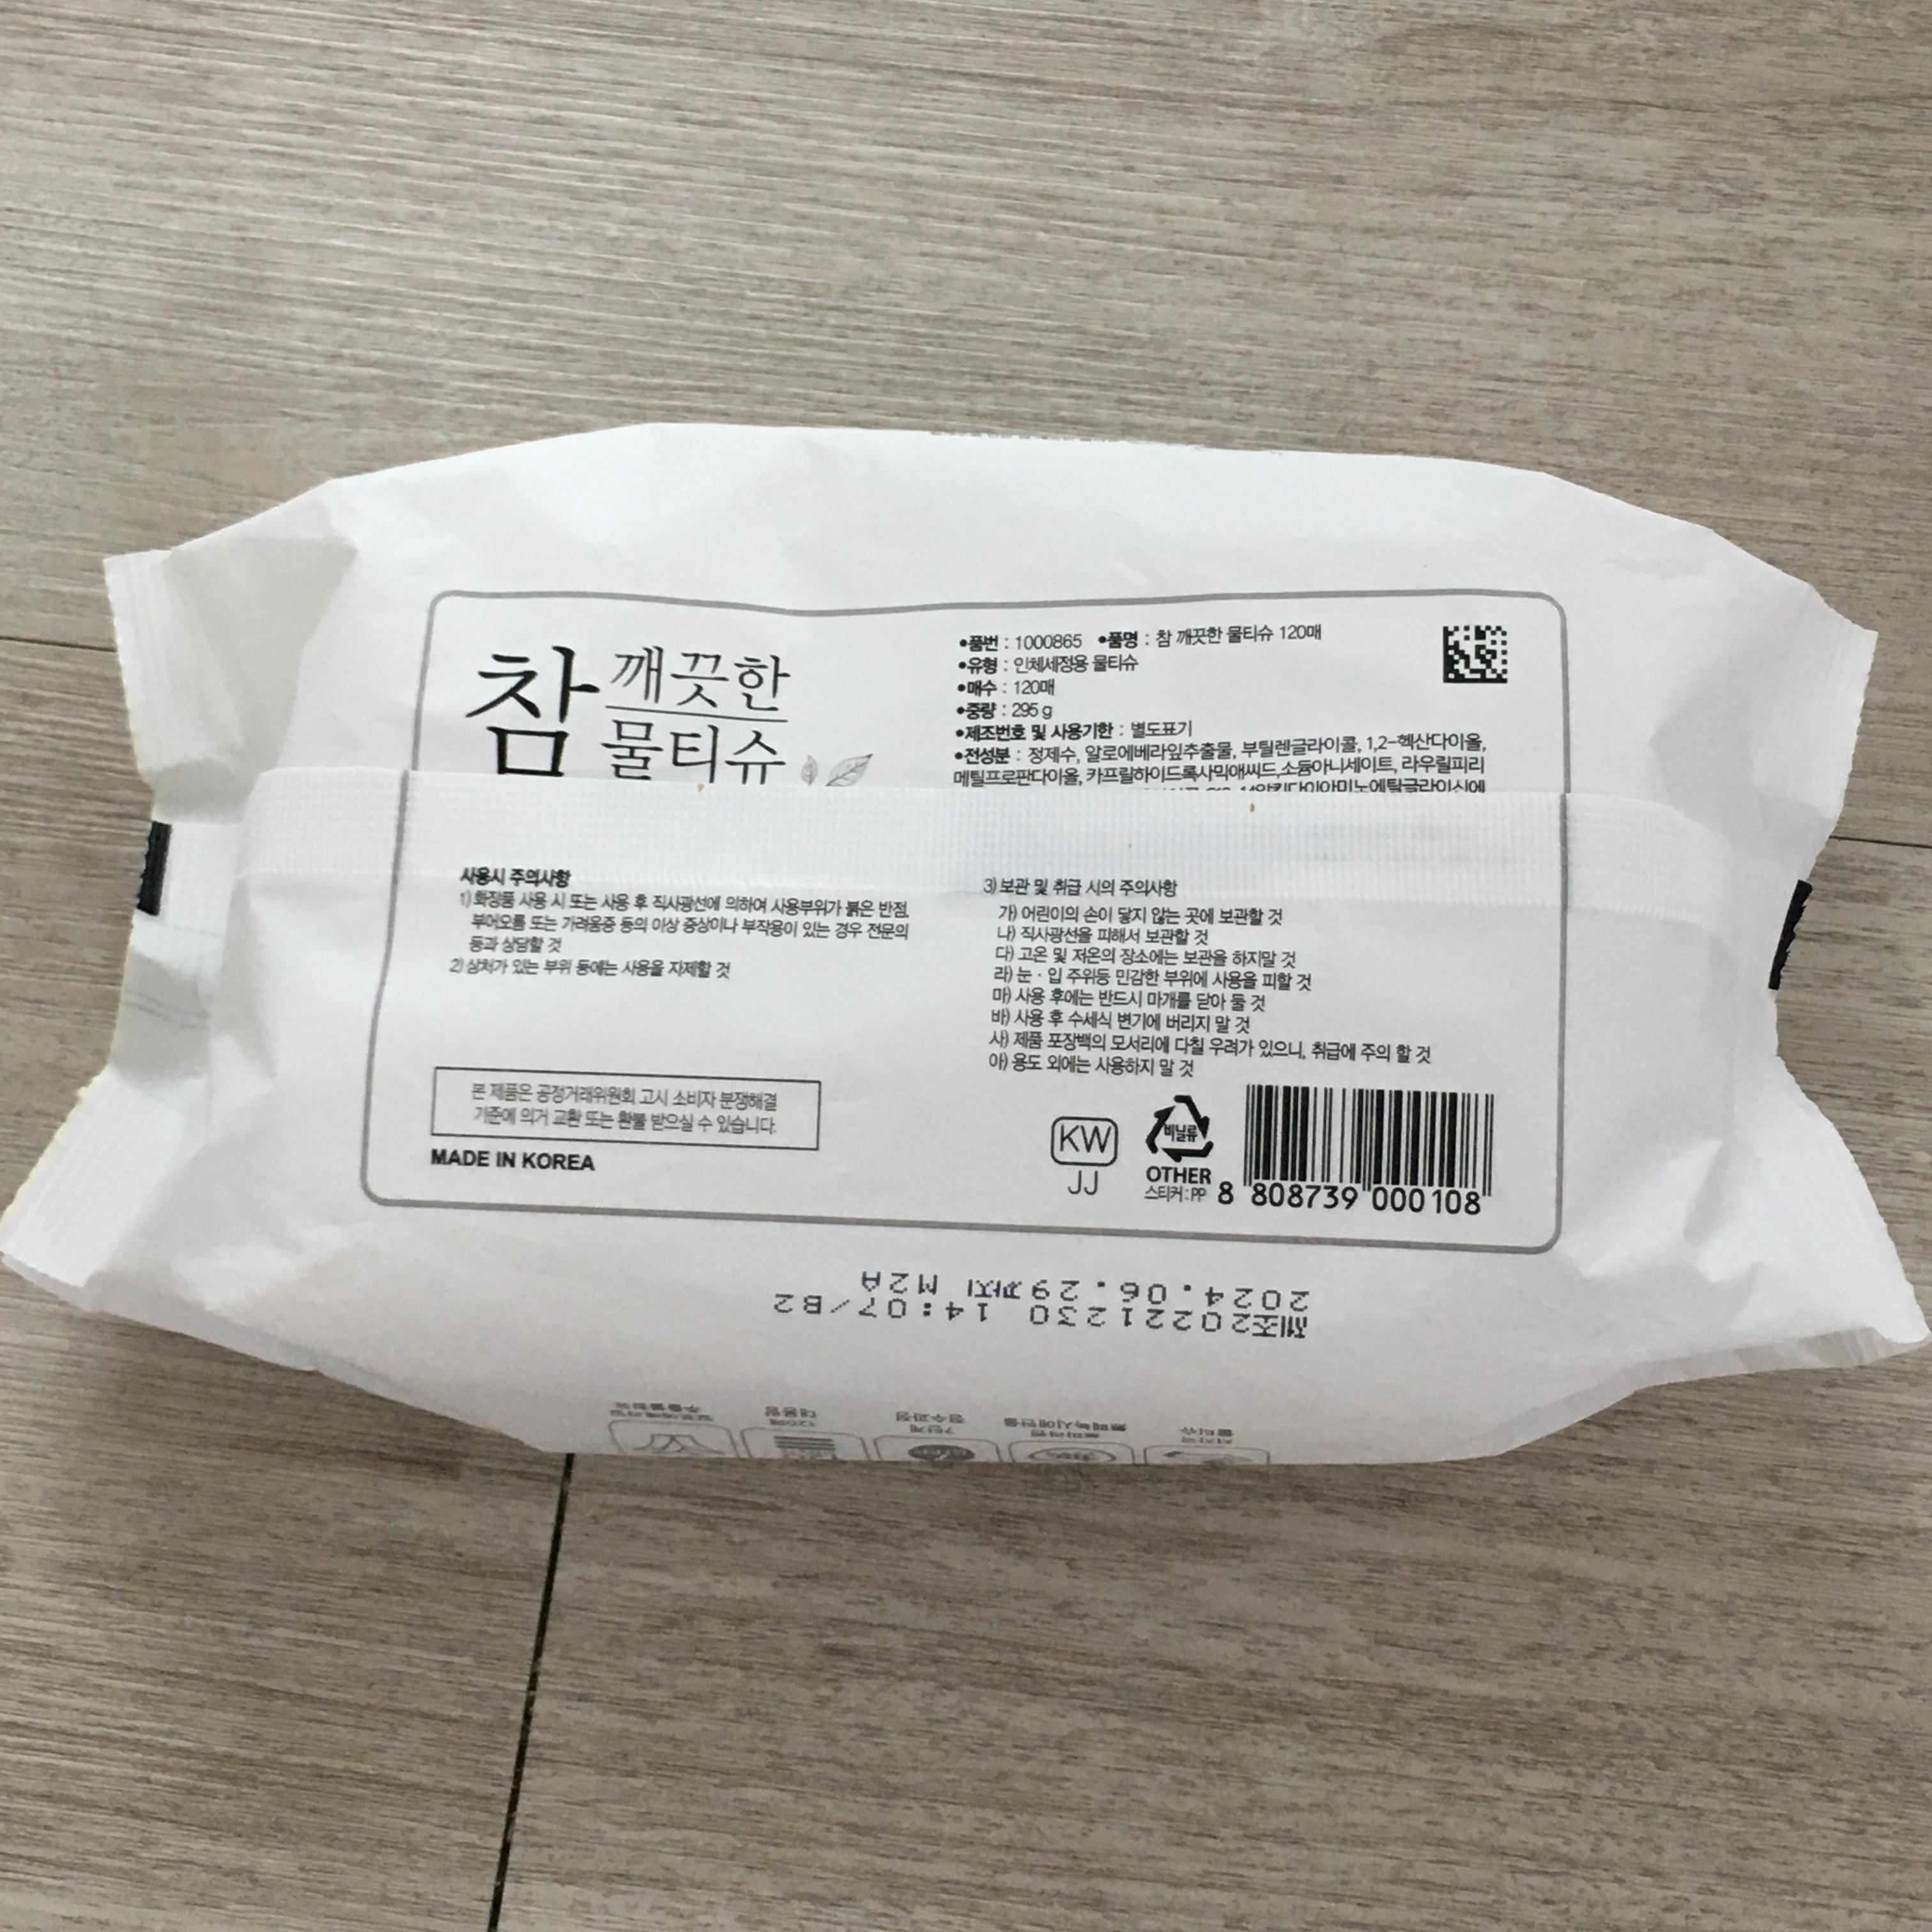 참 깨끗한
물티슈
•품번 : 1000865 •품명 : 참 깨끗한 물티슈 120매
•유형 : 인체세정용 물티슈
•매수 : 120매
•중량 : 295 g
•제조번호 및 사용기한 : 별도표기
•전성분 : 정제수, 알로에베라잎추출물, 부틸렌글라이콜, 1,2-헥산다이올,
메틸프로판다이올, 카프릴하이드록사믹애씨드,소듐아니세이트, 라우릴피리
사용시 주의사항
1) 화장품 사용 시 또는 사용 후 직사광선에 의하여 사용부위가 붉은 반점,
부어오름 또는 가려움증 등의 이상 증상이나 부작용이 있는 경우 전문의
등과 상담할 것
2) 상처가 있는 부위 등에는 사용을 자제할 것
3) 보관 및 취급 시의 주의사항
가) 어린이의 손이 닿지 않는 곳에 보관할 것
나) 직사광선을 피해서 보관할 것
다) 고온 및 저온의 장소에는 보관을 하지말 것
라) 눈 · 입 주위등 민감한 부위에 사용을 피할 것
마) 사용 후에는 반드시 마개를 닫아 둘 것
바) 사용 후 수세식 변기에 버리지 말 것
사) 제품 포장백의 모서리에 다칠 우려가 있으니, 취급에 주의 할 것
아) 용도 외에는 사용하지 말 것
본 제품은 공정거래위원회 고시 소비자 분쟁해결
기준에 의거 교환 또는 환불 받으실 수 있습니다.
MADE IN KOREA
KW
JJ
비닐류
OTHER
스티커:PP
8 808739 000108
제조20221230 14:07/B2
2024.06.29까지 M2A
7단계
정수과정
120매
대용량
물티슈